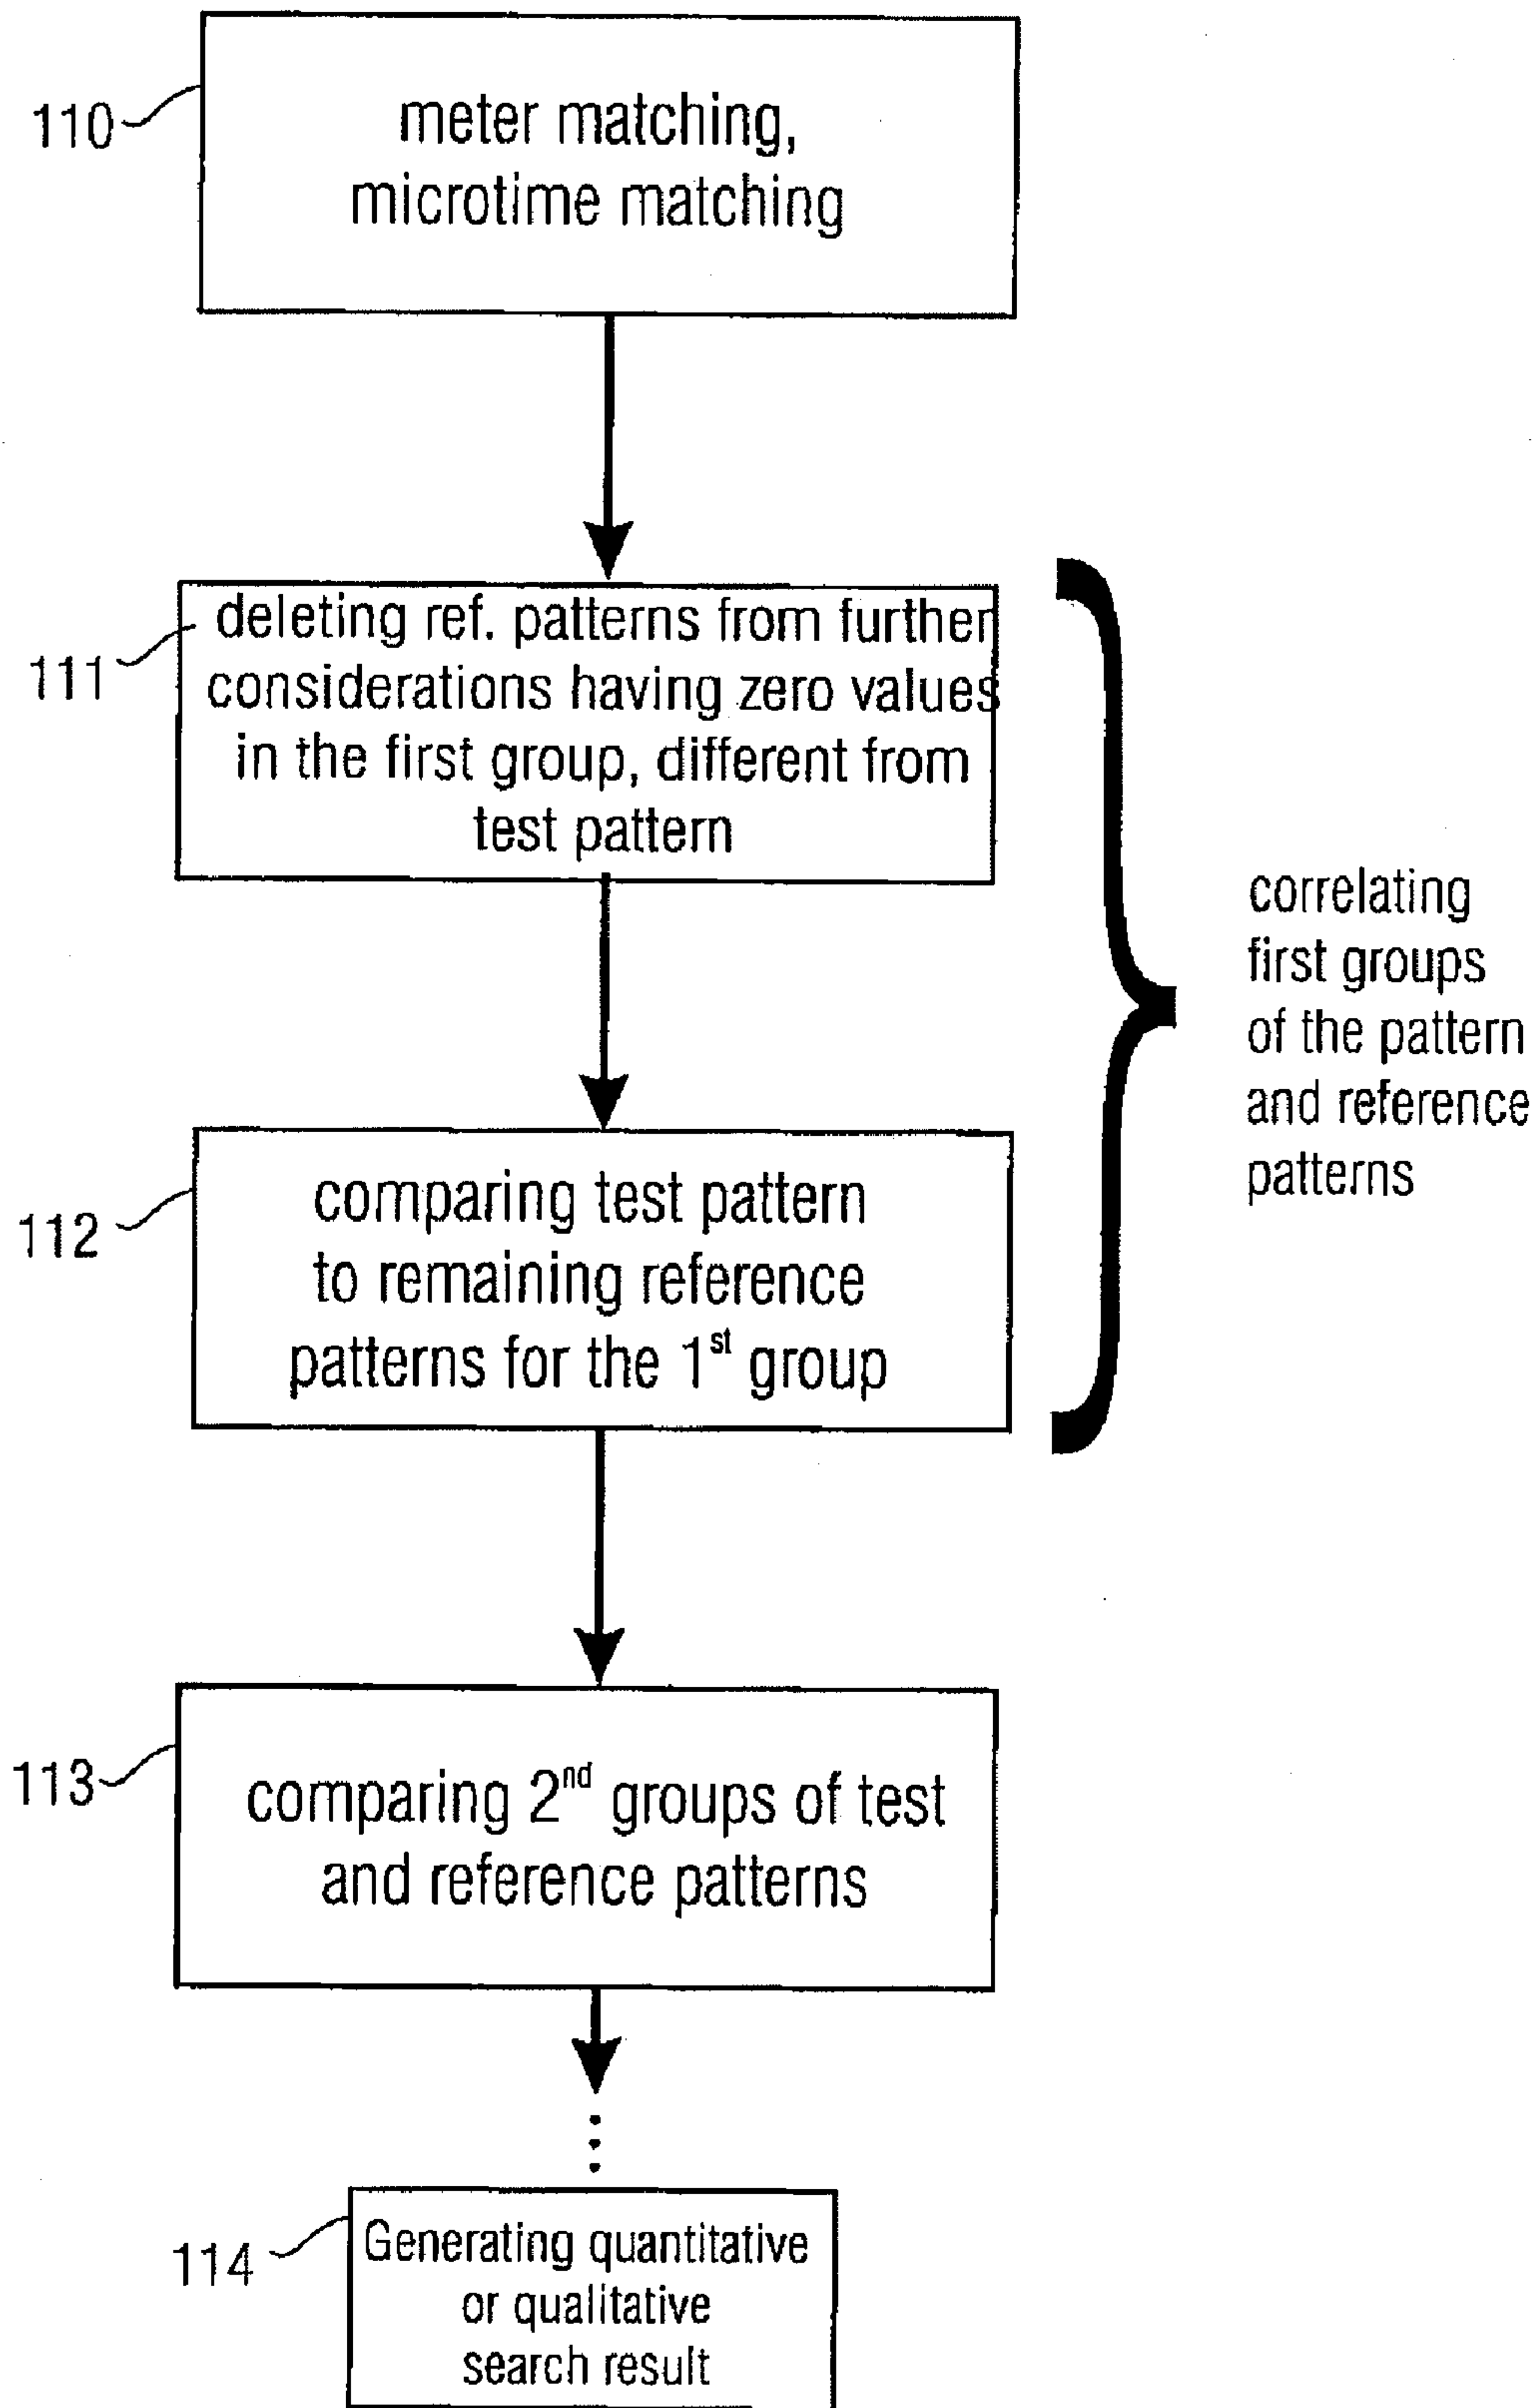 110
meter matching,
microtime matching
111
deleting ref. patterns from further
considerations having zero values
in the first group, different from
test pattern
correlating
first groups
of the pattern
and reference
patterns
112
comparing test pattern
to remaining reference
patterns for the 1st group
113
comparing 2nd groups of test
and reference patterns
114
Generating quantitative
or qualitative
search result